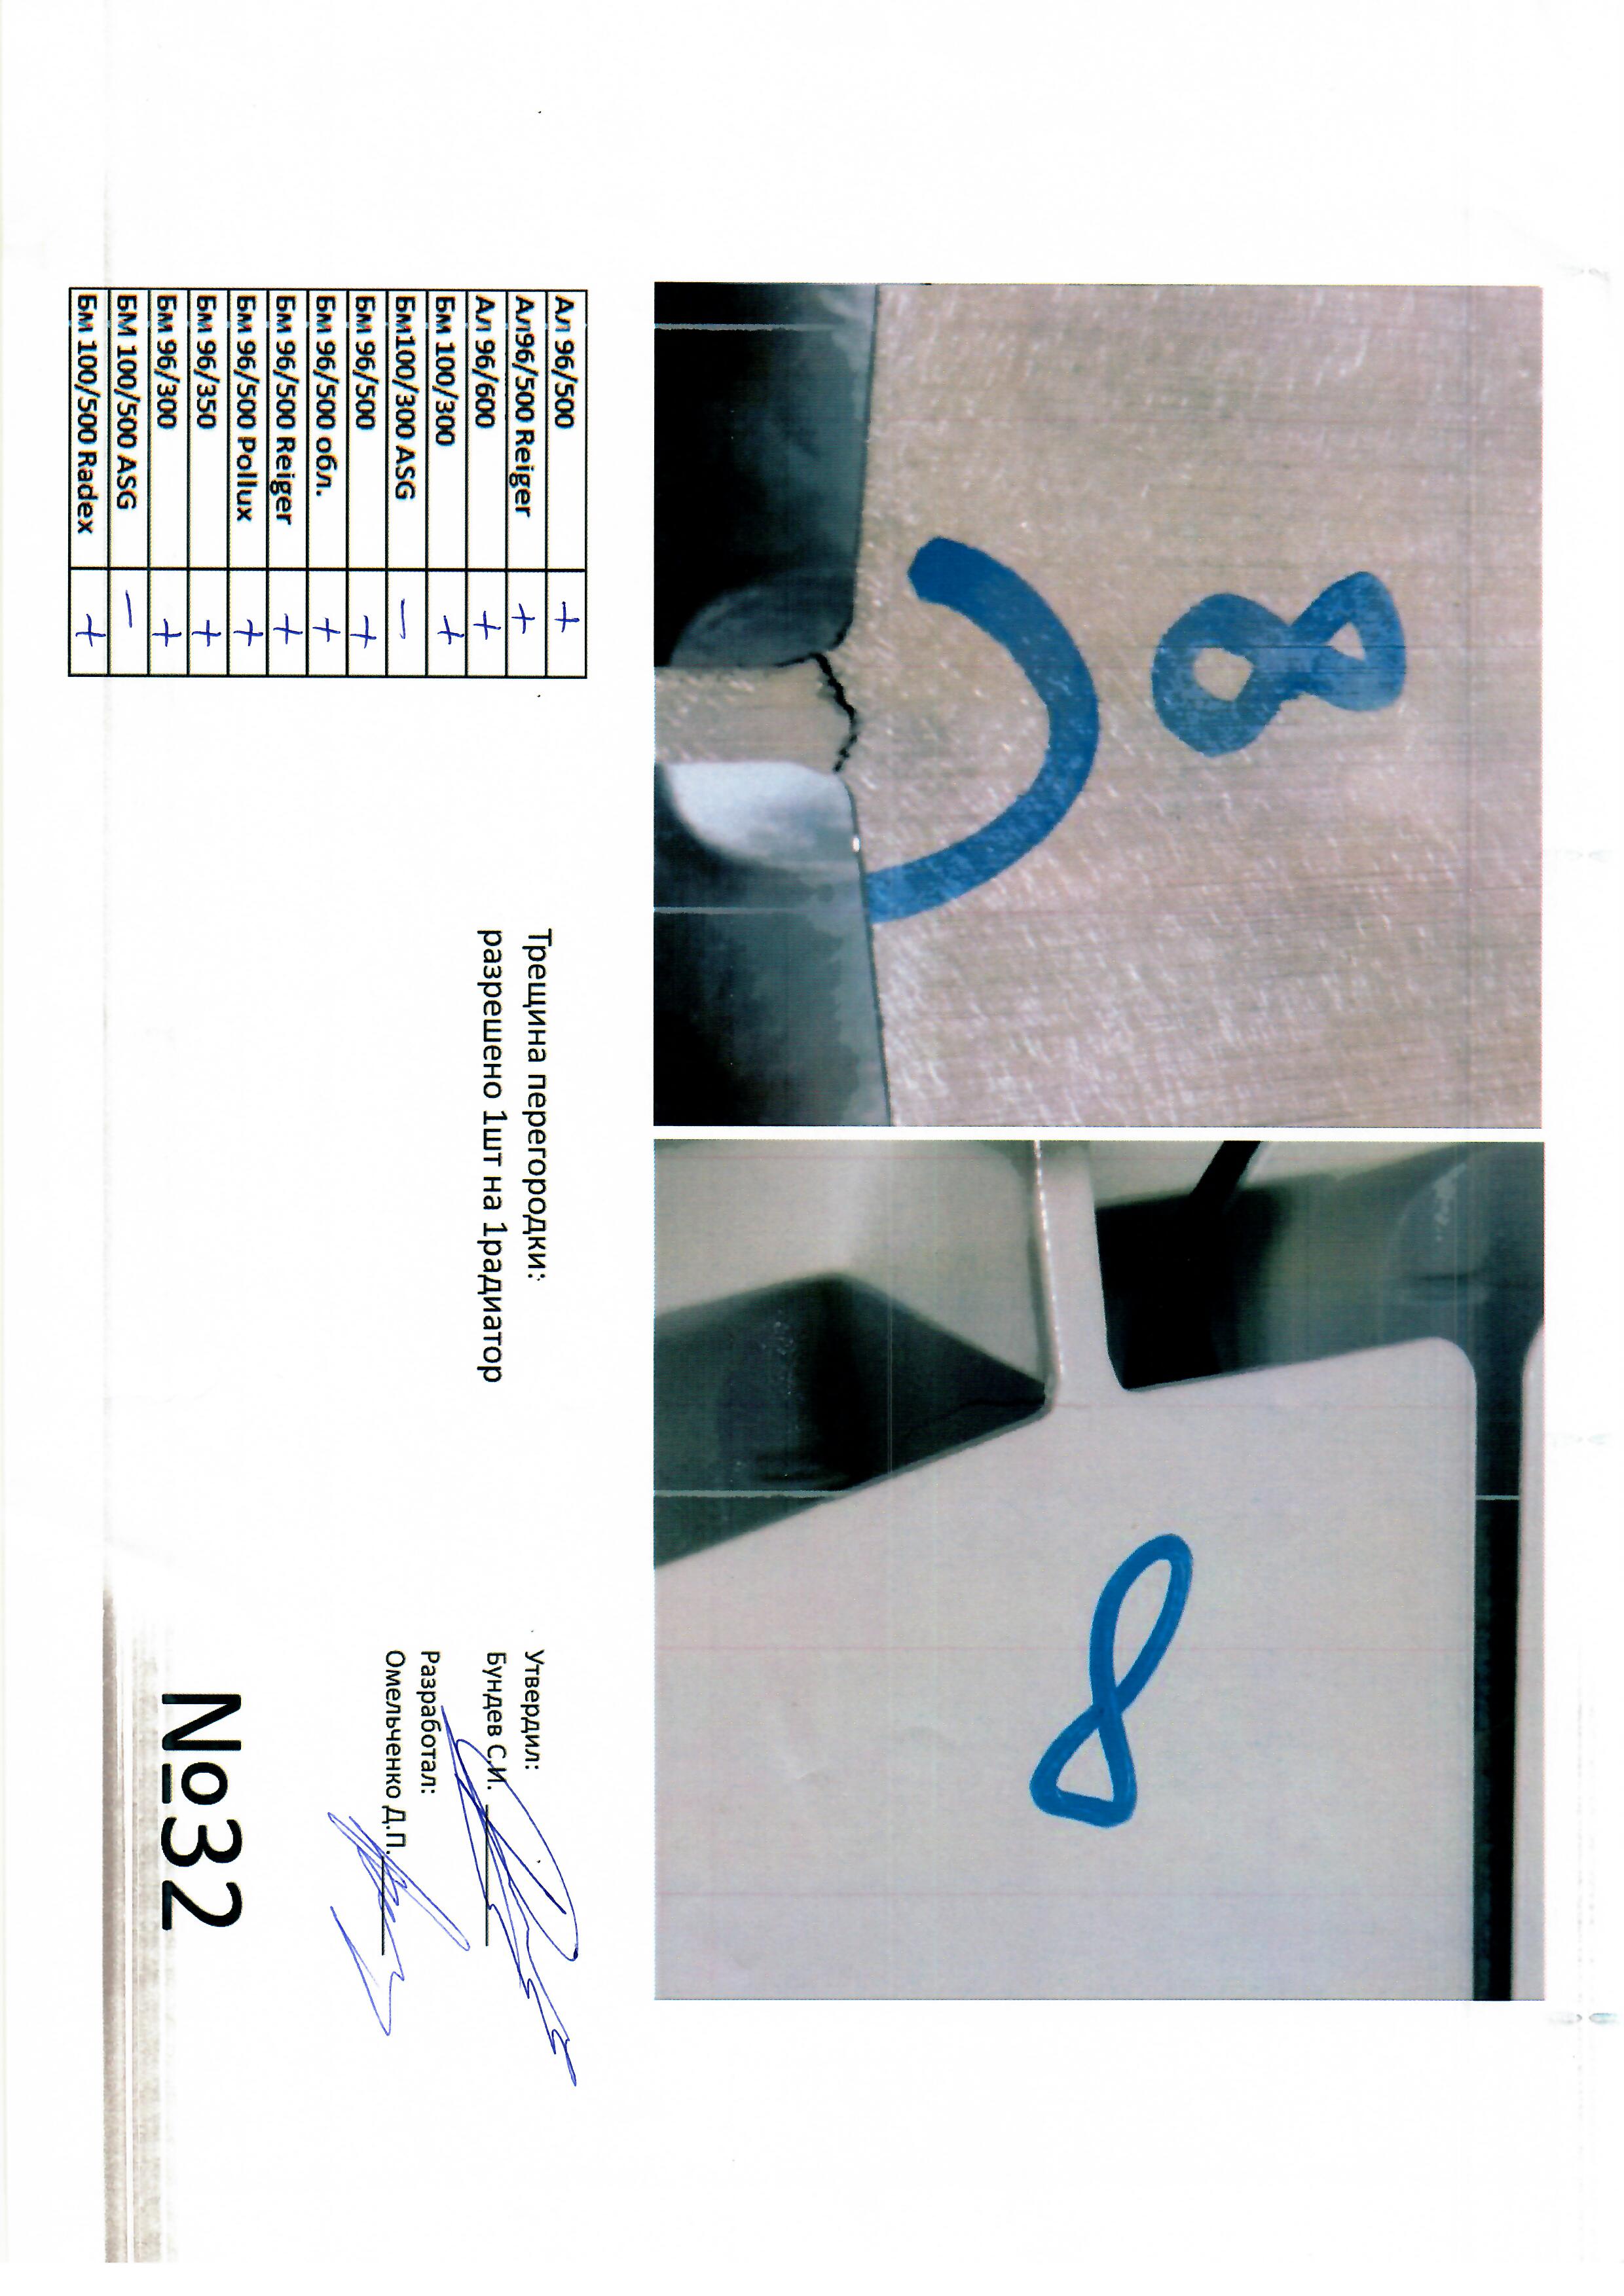 8
8
Ал 96/500 +
Ал96/500 Reiger +
Ал 96/600 +
Бм 100/300 +
Бм100/300 ASG —
Бм 96/500 +
Бм 96/500 обл. +
Бм 96/500 Reiger +
Бм 96/500 Pollux +
Бм 96/350 +
Бм 96/300 +
БМ 100/500 ASG —
Бм 100/500 Radex +
Трещина перегородки:
разрешено 1шт на 1радиатор
Утвердил:
Бундев С.И.
Разработал:
Омельченко Д.П.
№32